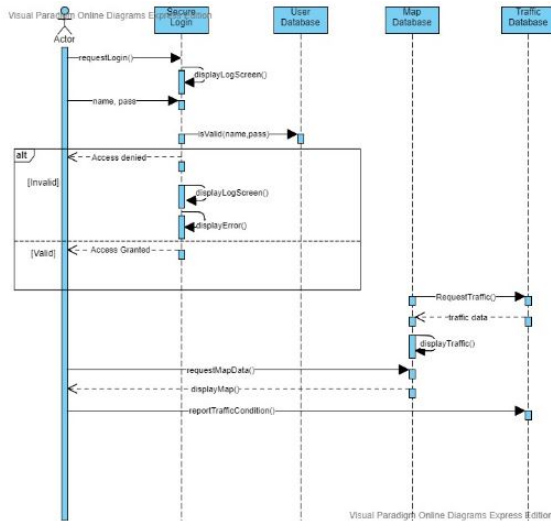 Visual Paradigm Online Diagrams Express Edition
Actor
Secure
Login
User
Database
Map
Database
Traffic
Database
requestLogin()
displayLogScreen()
name, pass
isValid(name,pass)
alt
Access denied
[Invalid]
displayLogScreen()
displayError()
[Valid]
Access Granted
RequestTraffic()
traffic data
displayTraffic()
requestMapData()
displayMap()
reportTrafficCondition()
Visual Paradigm Online Diagrams Express Edition